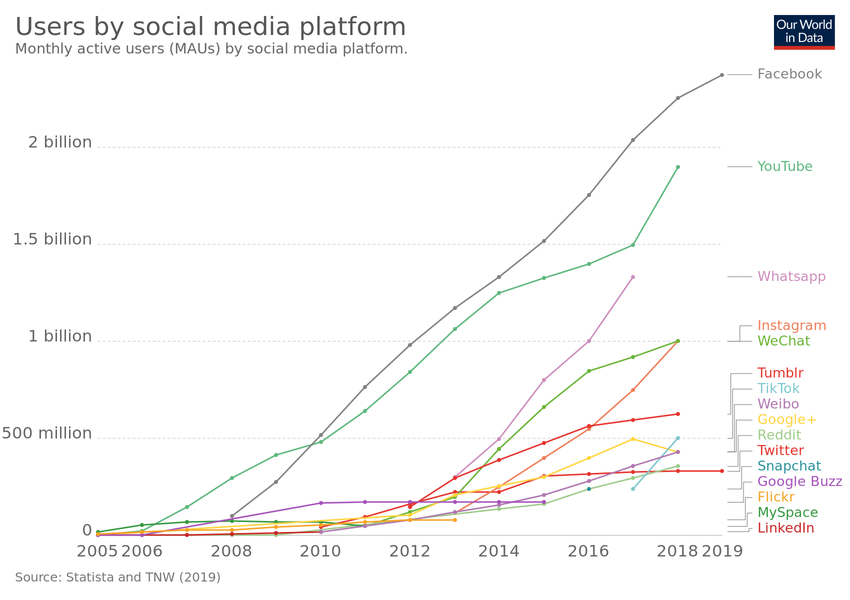 Users by social media platform
Monthly active users (MAUs) by social media platform.
Our World
in Data
Facebook
2 billion
YouTube
1.5 billion
Whatsapp
Instagram
1 billion
WeChat
Tumblr
TikTok
Weibo
Google+
500 million
Reddit
Twitter
Snapchat
Google Buzz
Flickr
MySpace
LinkedIn
0
2005 2006 2008 2010 2012 2014 2016 2018 2019
Source: Statista and TNW (2019)